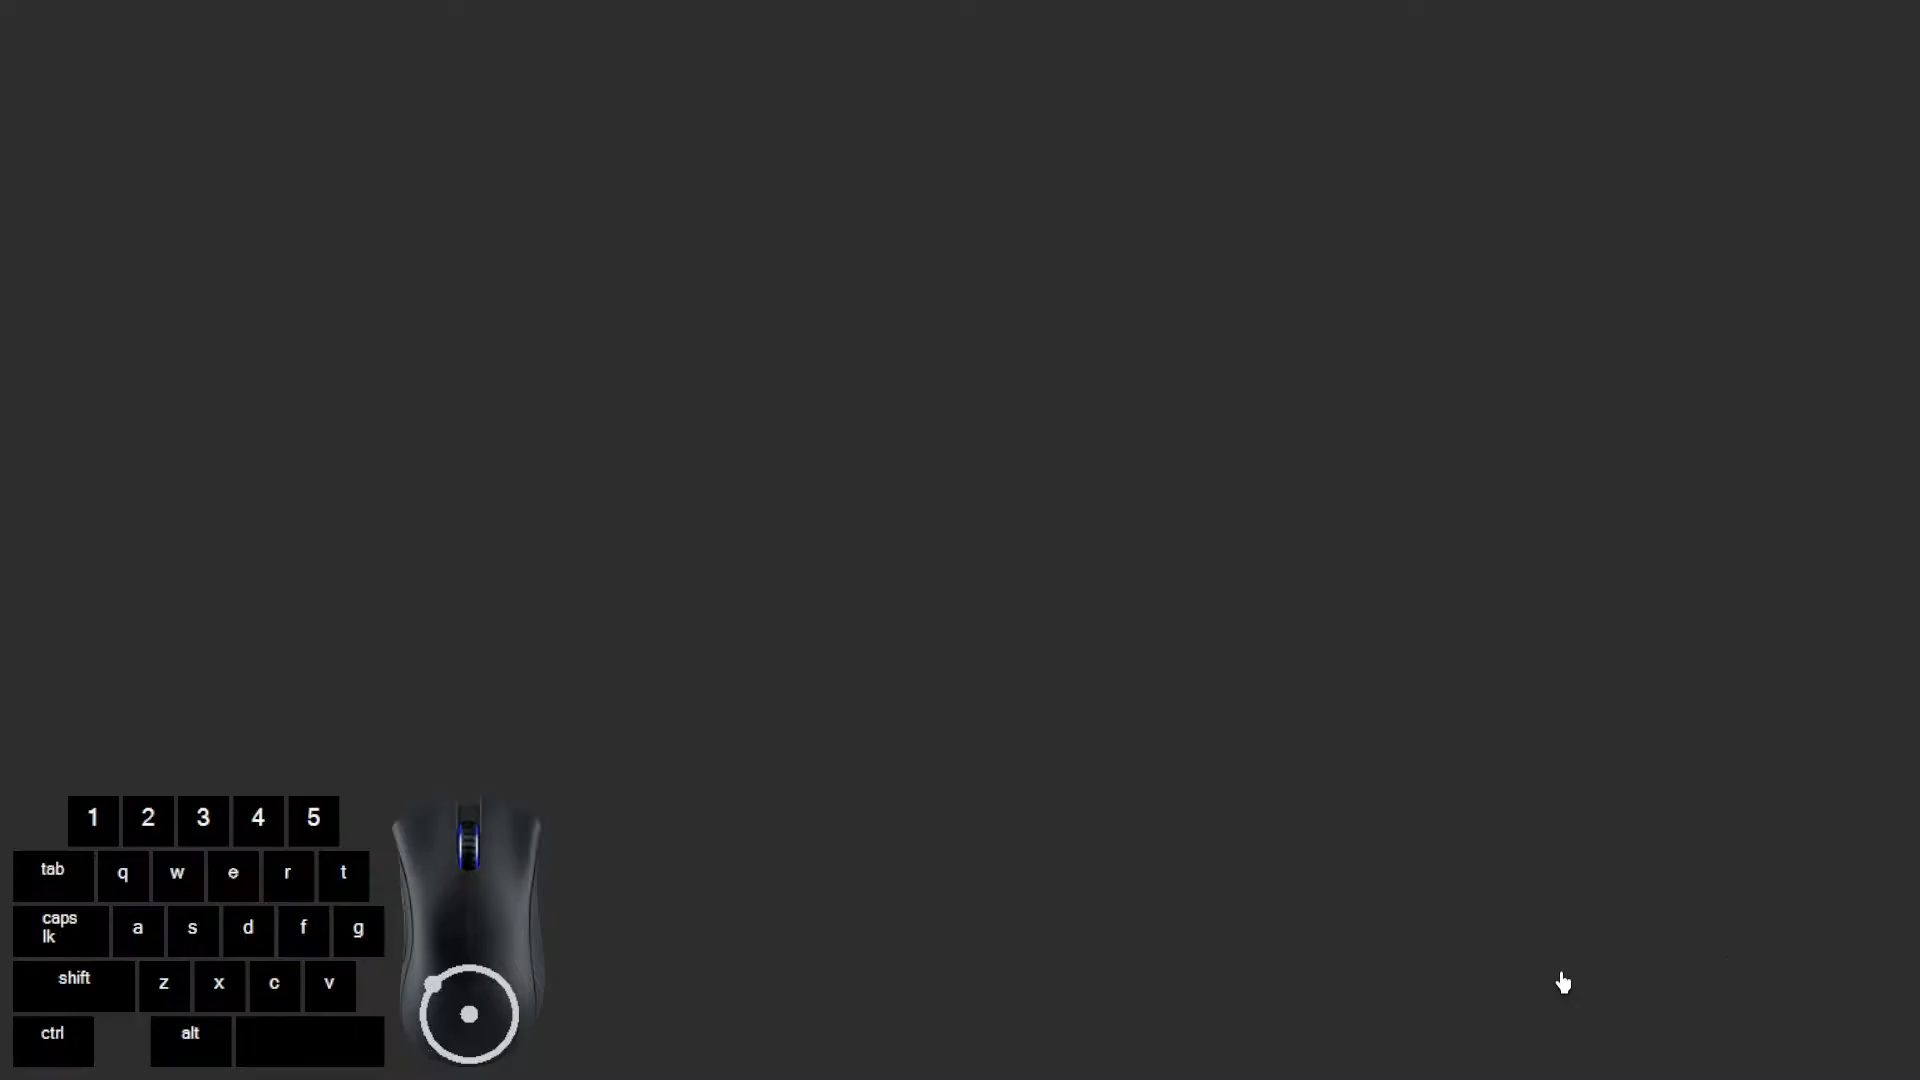 1 2 3 4 5
tab q w e r t
caps
lk a s d f g
shift z x c v
ctrl alt